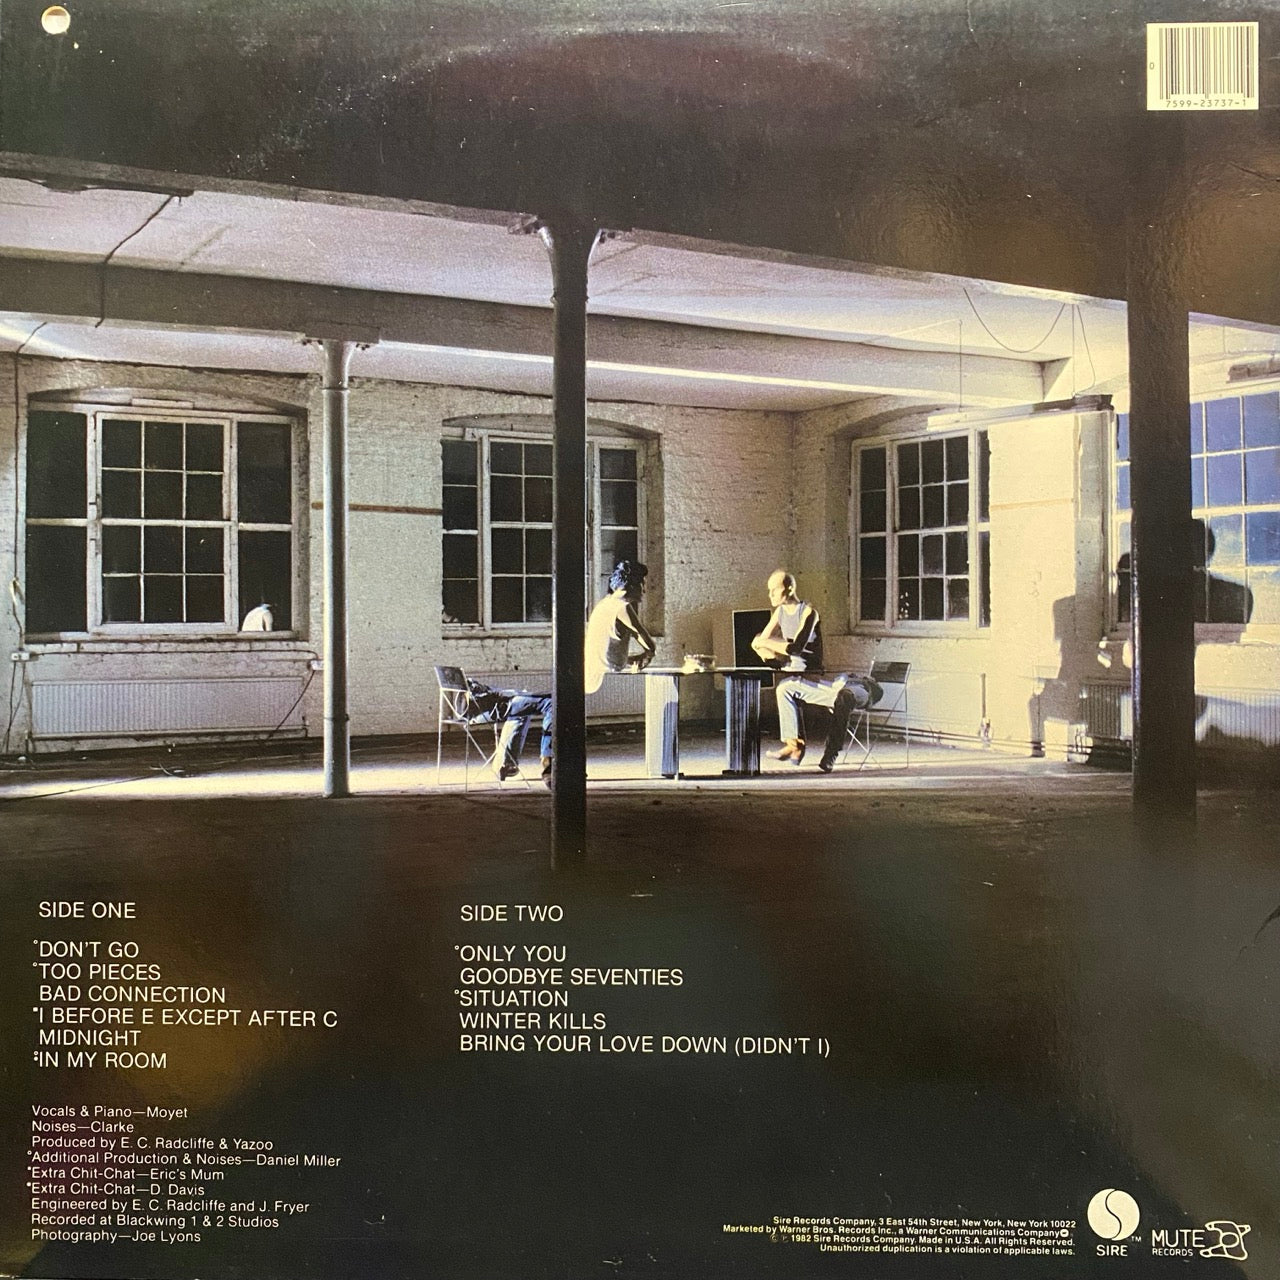 0
7599-23737-1
SIDE ONE
°DON'T GO
°TOO PIECES
BAD CONNECTION
•I BEFORE E EXCEPT AFTER C
MIDNIGHT
°•IN MY ROOM
SIDE TWO
°ONLY YOU
GOODBYE SEVENTIES
°SITUATION
WINTER KILLS
BRING YOUR LOVE DOWN (DIDN'T I)
Vocals & Piano—Moyet
Noises—Clarke
Produced by E. C. Radcliffe & Yazoo
°Additional Production & Noises—Daniel Miller
•Extra Chit-Chat—Eric's Mum
•Extra Chit-Chat—D. Davis
Engineered by E. C. Radcliffe and J. Fryer
Recorded at Blackwing 1 & 2 Studios
Photography—Joe Lyons
Sire Records Company, 3 East 54th Street, New York, New York 10022
Marketed by Warner Bros. Records Inc., a Warner Communications Company
© ℗ 1982 Sire Records Company. Made in U.S.A. All Rights Reserved.
Unauthorized duplication is a violation of applicable laws.
SIRE ™
MUTE
RECORDS